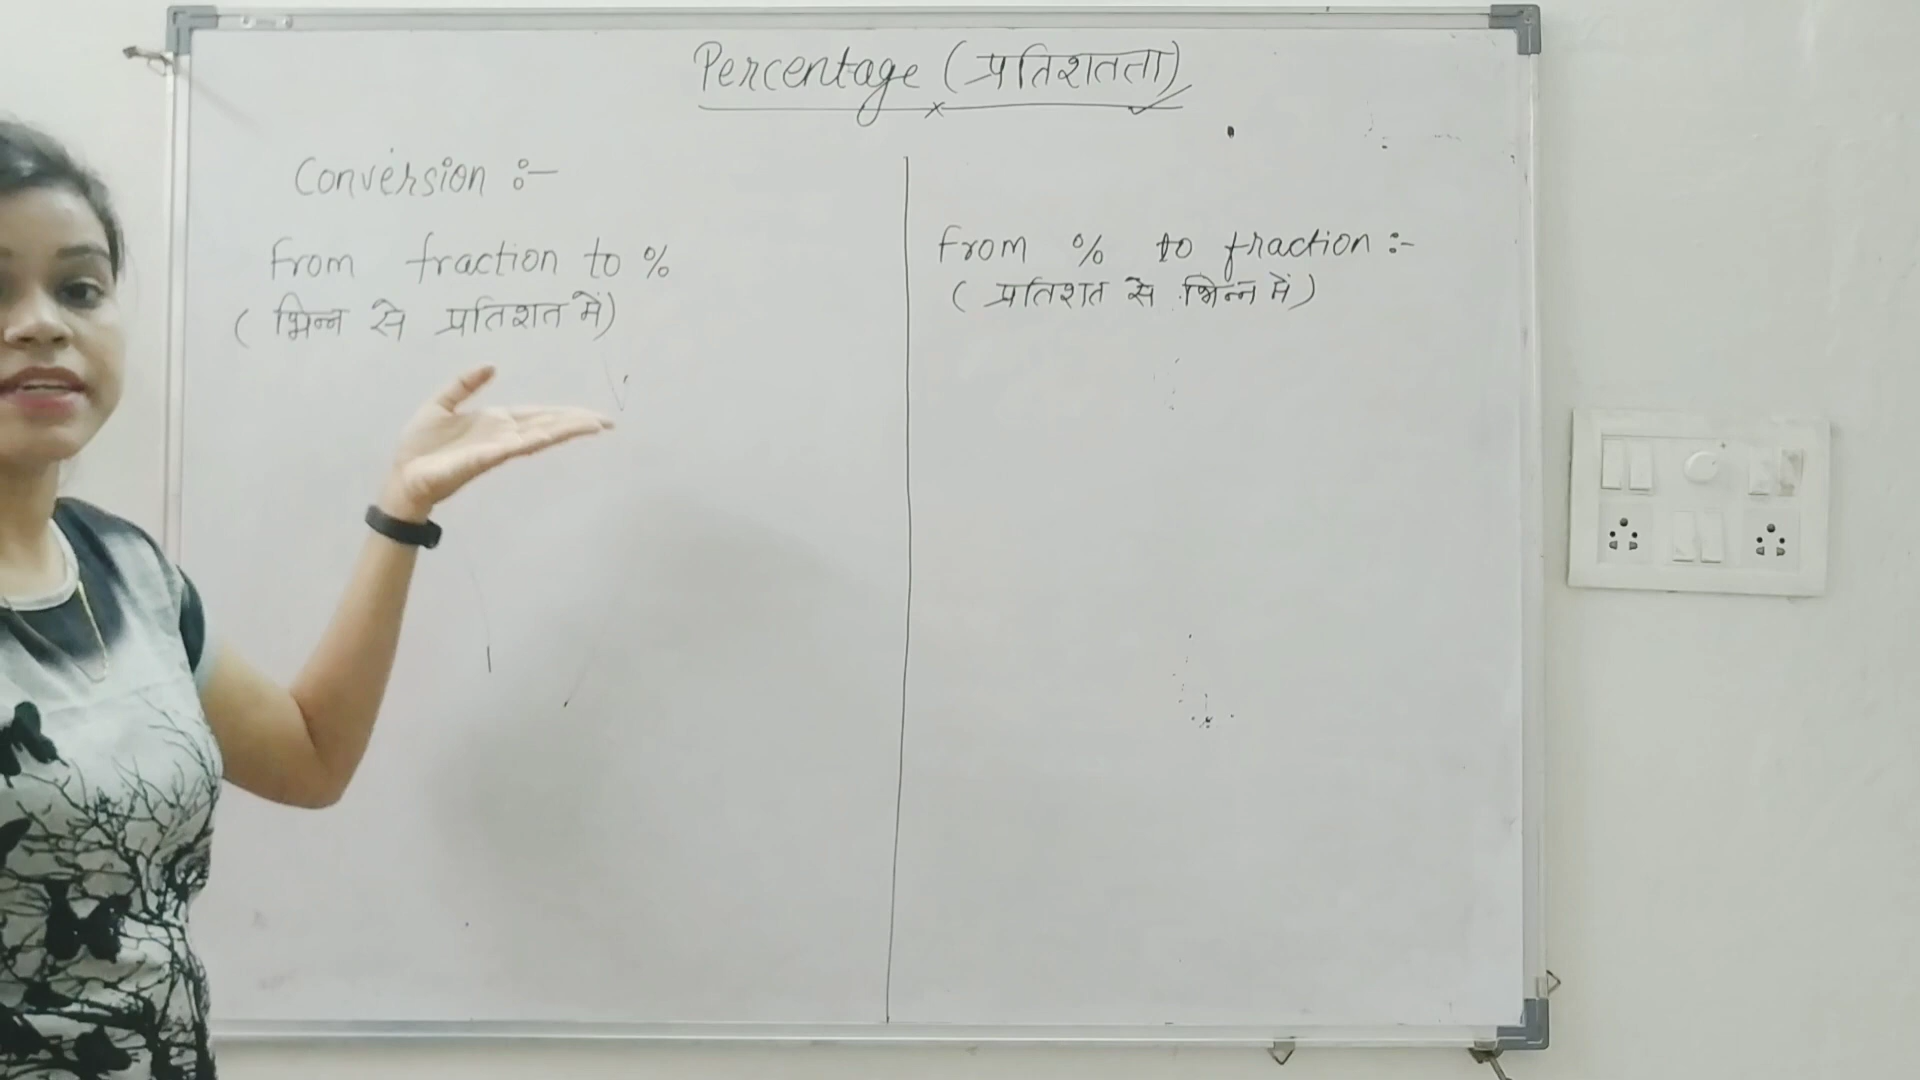 Percentage (प्रतिशतता)
Conversion :-
From fraction to %
( भिन्न से प्रतिशत में)
From % to fraction :-
( प्रतिशत से भिन्न में)